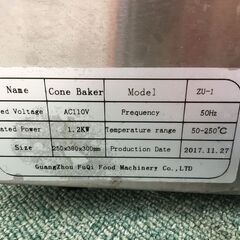 Name Cone Baker Model ZU-1
ed Voltage AC110V Frequency 50Hz
ated Power 1.2KW Temperature range 50-250℃
Size 250x380x300mm Production Date 2017.11.27
GuangZhou FuQi Food Machinery Co.,LTD